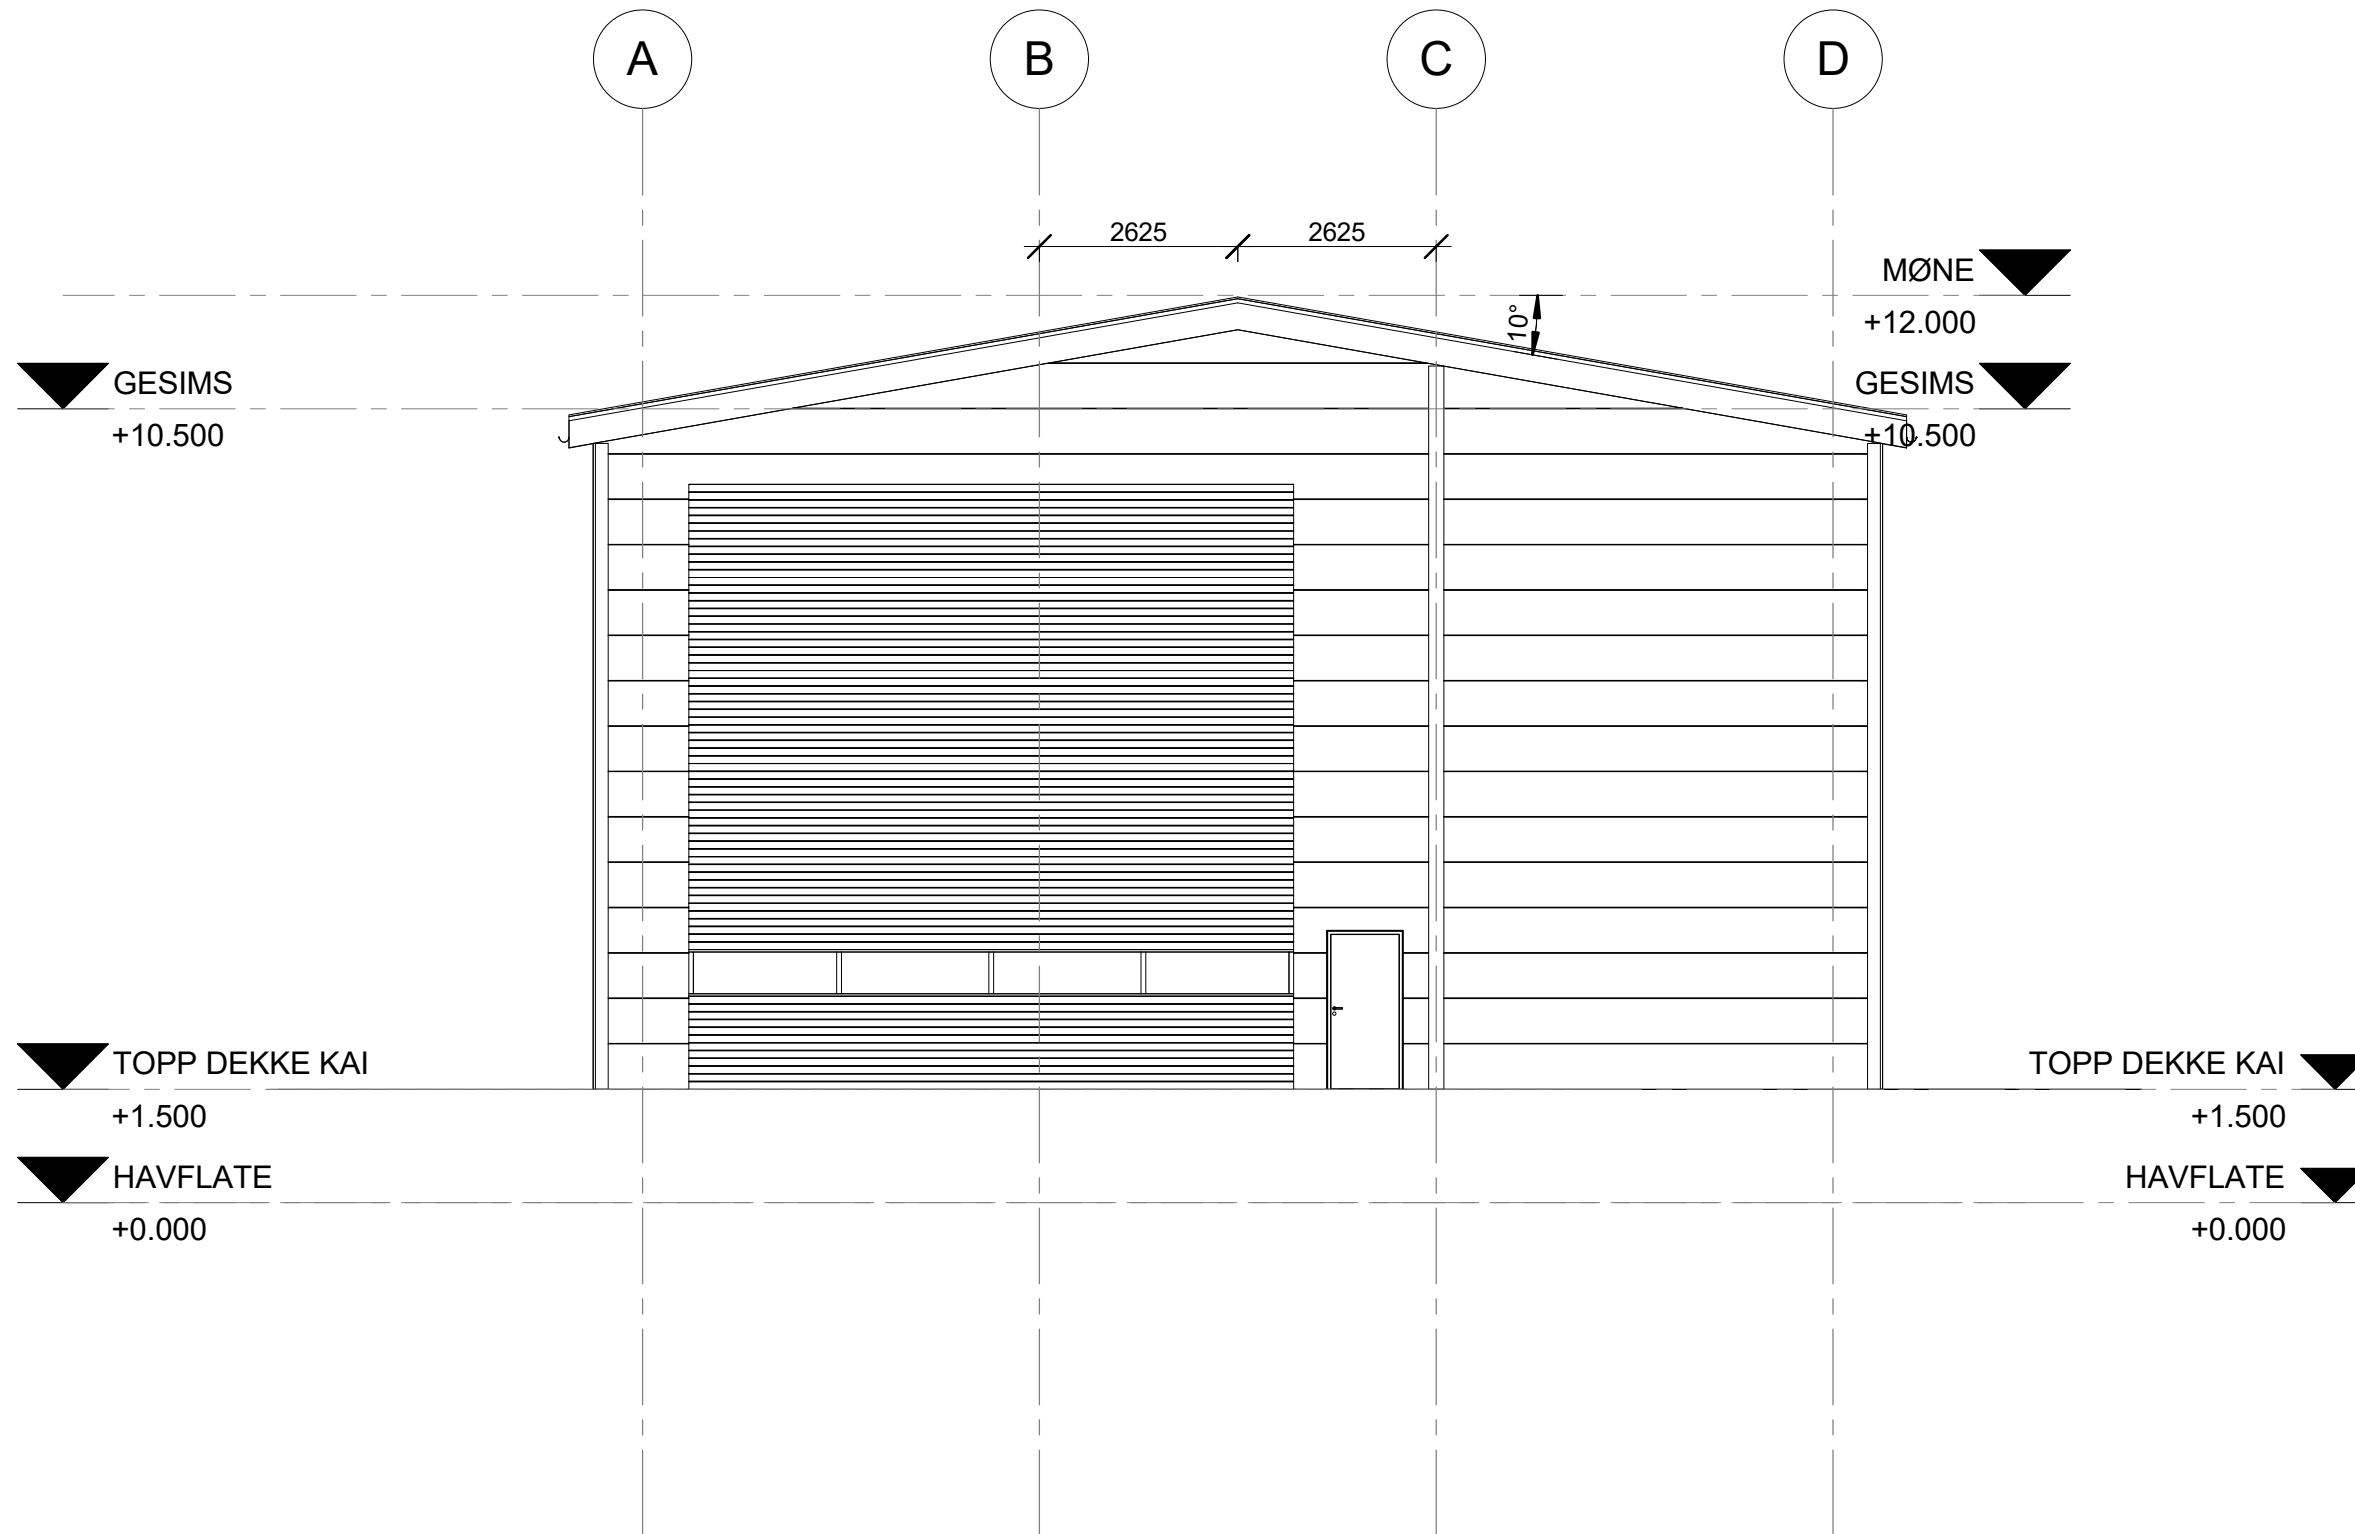 A
B
C
D
2625
2625
MØNE
+12.000
10°
GESIMS
+10.500
GESIMS
+10.500
TOPP DEKKE KAI
+1.500
TOPP DEKKE KAI
+1.500
HAVFLATE
+0.000
HAVFLATE
+0.000